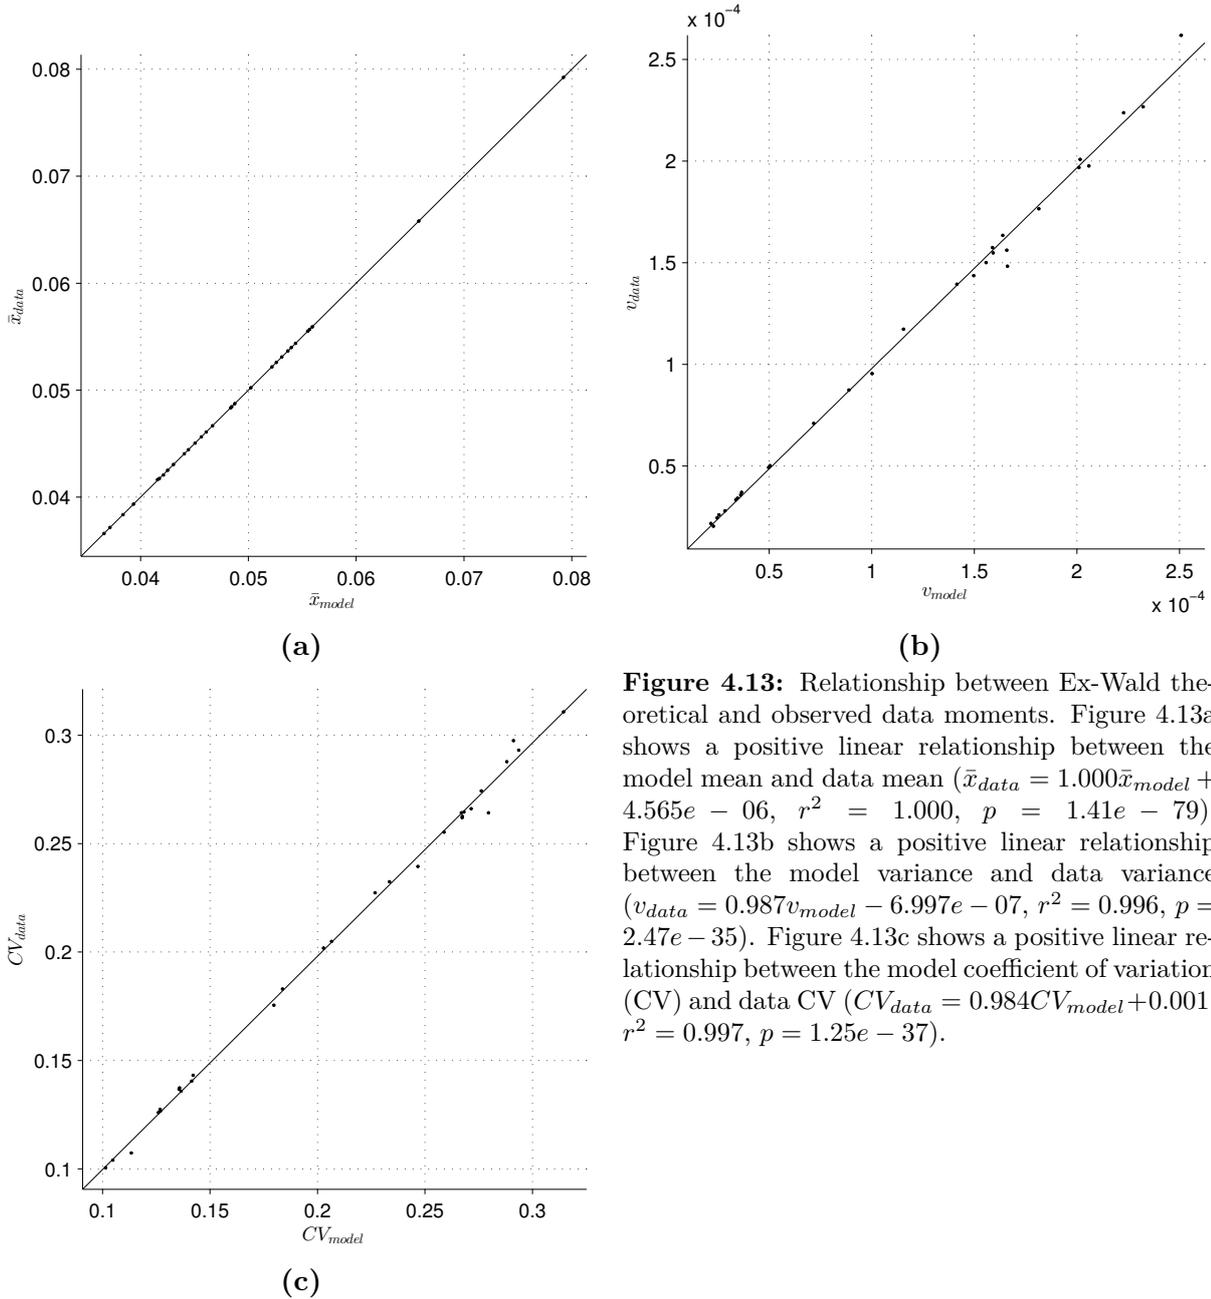 0.08
0.07
0.06
0.05
0.04
x̄data
0.04 0.05 0.06 0.07 0.08
x̄model
(a)
x 10−4
2.5
2
1.5
1
0.5
vdata
0.5 1 1.5 2 2.5
vmodel
x 10−4
(b)
0.3
0.25
0.2
0.15
0.1
CVdata
0.1 0.15 0.2 0.25 0.3
CVmodel
(c)
Figure 4.13: Relationship between Ex-Wald the-
oretical and observed data moments. Figure 4.13a
shows a positive linear relationship between the
model mean and data mean (x̄data = 1.000x̄model +
4.565e − 06, r2 = 1.000, p = 1.41e − 79)
Figure 4.13b shows a positive linear relationship
between the model variance and data variance
(vdata = 0.987vmodel − 6.997e − 07, r2 = 0.996, p =
2.47e − 35). Figure 4.13c shows a positive linear re-
lationship between the model coefficient of variation
(CV) and data CV (CVdata = 0.984CVmodel+0.001
r2 = 0.997, p = 1.25e − 37).